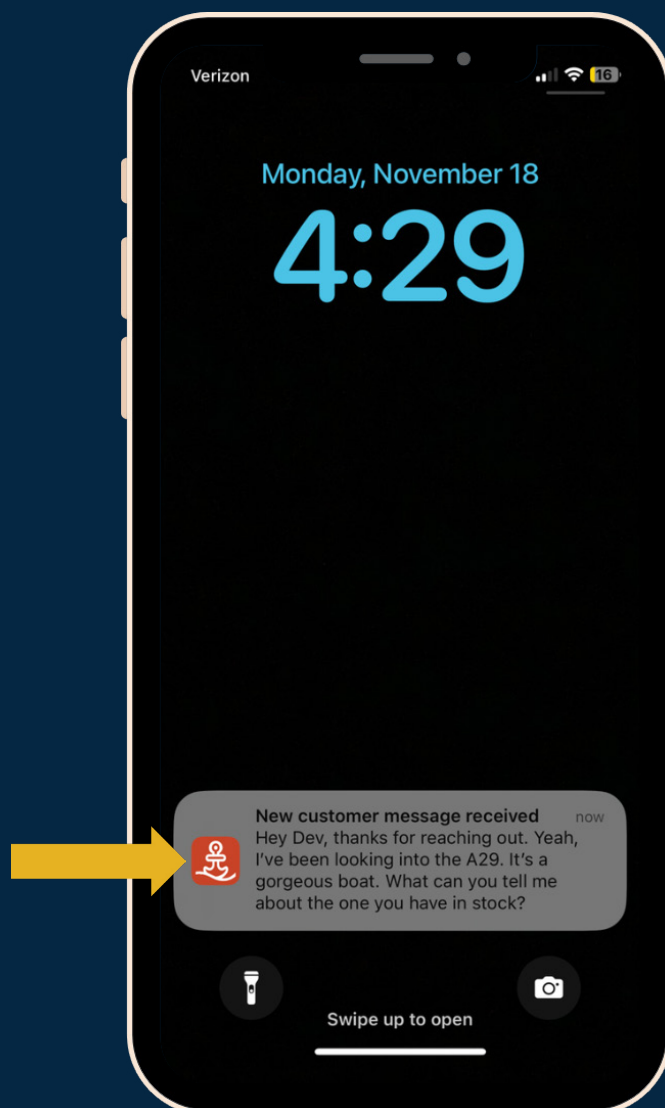 Verizon
16
Monday, November 18
4:29
New customer message received now
Hey Dev, thanks for reaching out. Yeah,
I've been looking into the A29. It's a
gorgeous boat. What can you tell me
about the one you have in stock?
Swipe up to open